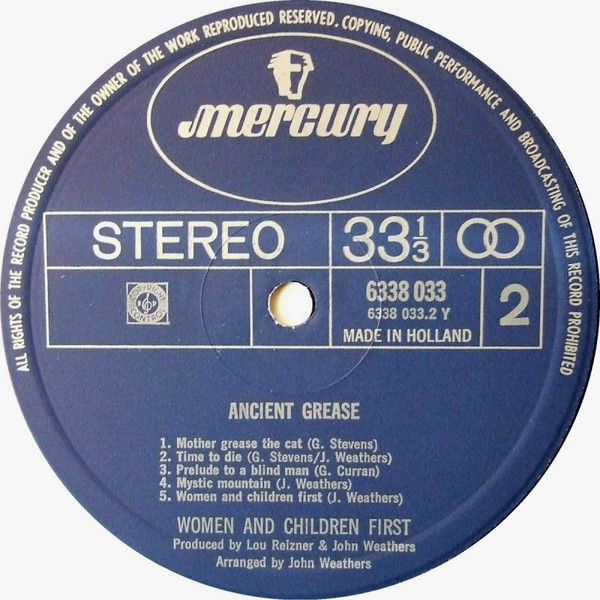 ALL RIGHTS OF THE RECORD PRODUCER AND OF THE OWNER OF THE WORK REPRODUCED RESERVED. COPYING, PUBLIC PERFORMANCE AND BROADCASTING OF THIS RECORD PROHIBITED
mercury
STEREO
33 1/3
COPYRIGHT CONTROL
6338 033
6338 033.2 Y
MADE IN HOLLAND
2
ANCIENT GREASE
1. Mother grease the cat (G. Stevens)
2. Time to die (G. Stevens/J. Weathers)
3. Prelude to a blind man (G. Curran)
4. Mystic mountain (J. Weathers)
5. Women and children first (J. Weathers)
WOMEN AND CHILDREN FIRST
Produced by Lou Reizner & John Weathers
Arranged by John Weathers